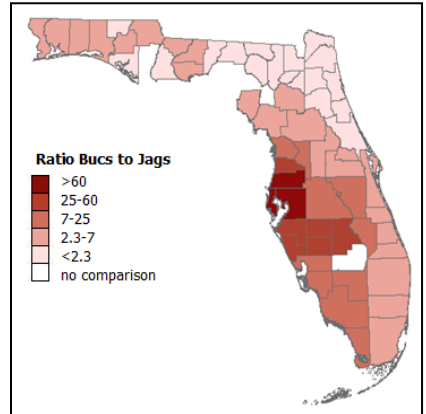 Ratio Bucs to Jags
>60
25-60
7-25
2.3-7
<2.3
no comparison